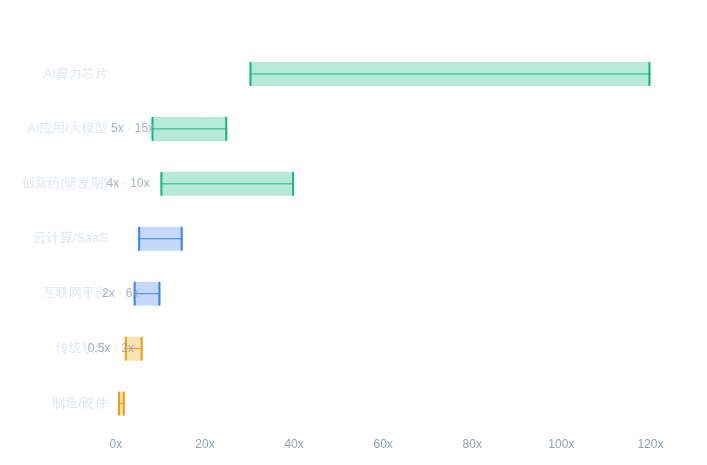 AI算力芯片
AI应用/大模型 5x · 15x
创新药(研发期) 4x · 10x
云计算/SaaS
互联网平台 2x · 6x
传统软件 0.5x · 2x
制造/硬件
0x 20x 40x 60x 80x 100x 120x